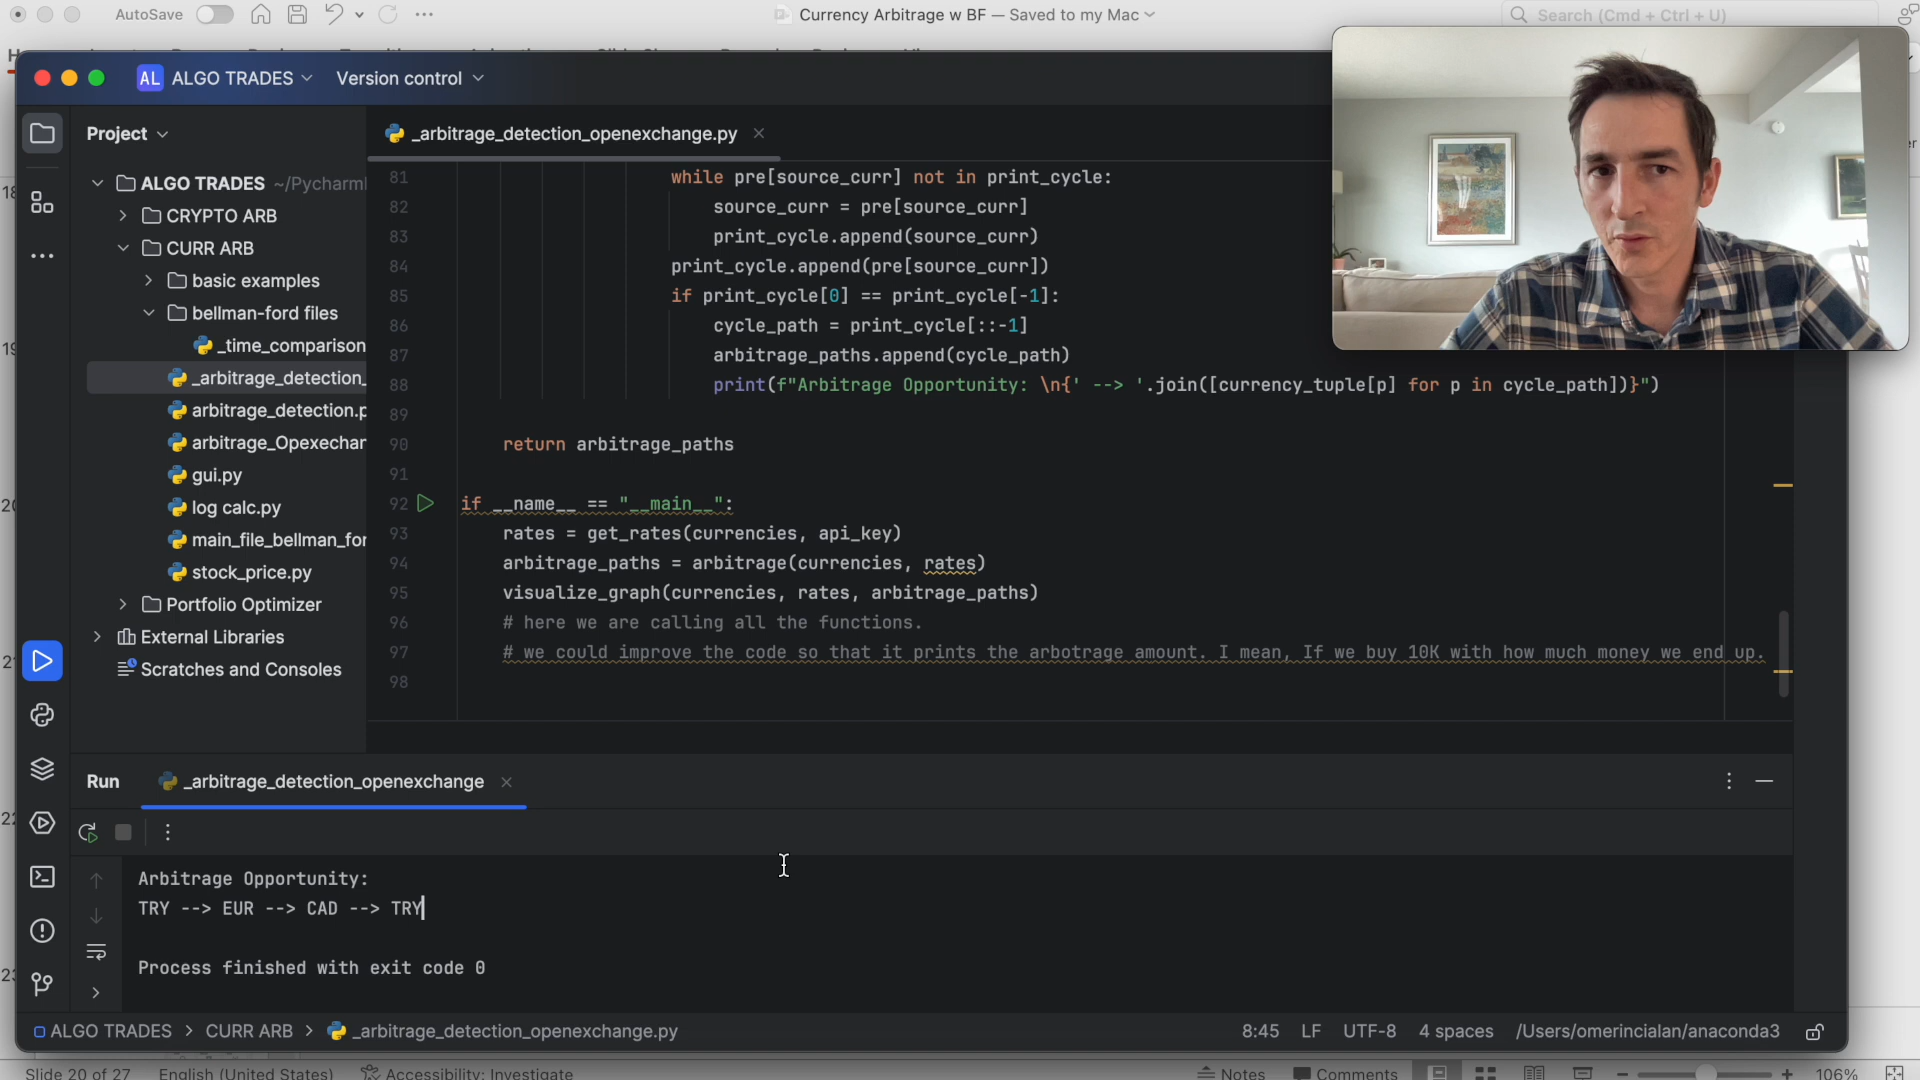 AutoSave
Currency Arbitrage w BF — Saved to my Mac
Search (Cmd + Ctrl + U)
AL ALGO TRADES
Version control
Project
_arbitrage_detection_openexchange.py
ALGO TRADES ~/Pycharml
CRYPTO ARB
CURR ARB
basic examples
bellman-ford files
_time_comparison
_arbitrage_detection_
arbitrage_detection.p
arbitrage_Opexechar
gui.py
log calc.py
main_file_bellman_for
stock_price.py
Portfolio Optimizer
External Libraries
Scratches and Consoles
81 while pre[source_curr] not in print_cycle:
82 source_curr = pre[source_curr]
83 print_cycle.append(source_curr)
84 print_cycle.append(pre[source_curr])
85 if print_cycle[0] == print_cycle[-1]:
86 cycle_path = print_cycle[::-1]
87 arbitrage_paths.append(cycle_path)
88 print(f"Arbitrage Opportunity: \n{' --> '.join([currency_tuple[p] for p in cycle_path])}")
89
90 return arbitrage_paths
91
92 if __name__ == "__main__":
93 rates = get_rates(currencies, api_key)
94 arbitrage_paths = arbitrage(currencies, rates)
95 visualize_graph(currencies, rates, arbitrage_paths)
96 # here we are calling all the functions.
97 # we could improve the code so that it prints the arbotrage amount. I mean, If we buy 10K with how much money we end up.
98
Run
_arbitrage_detection_openexchange
Arbitrage Opportunity:
TRY --> EUR --> CAD --> TRY
Process finished with exit code 0
ALGO TRADES > CURR ARB > _arbitrage_detection_openexchange.py
8:45 LF UTF-8 4 spaces /Users/omerincialan/anaconda3
Slide 20 of 27 English (United States) Accessibility: Investigate
Notes Comments 106%